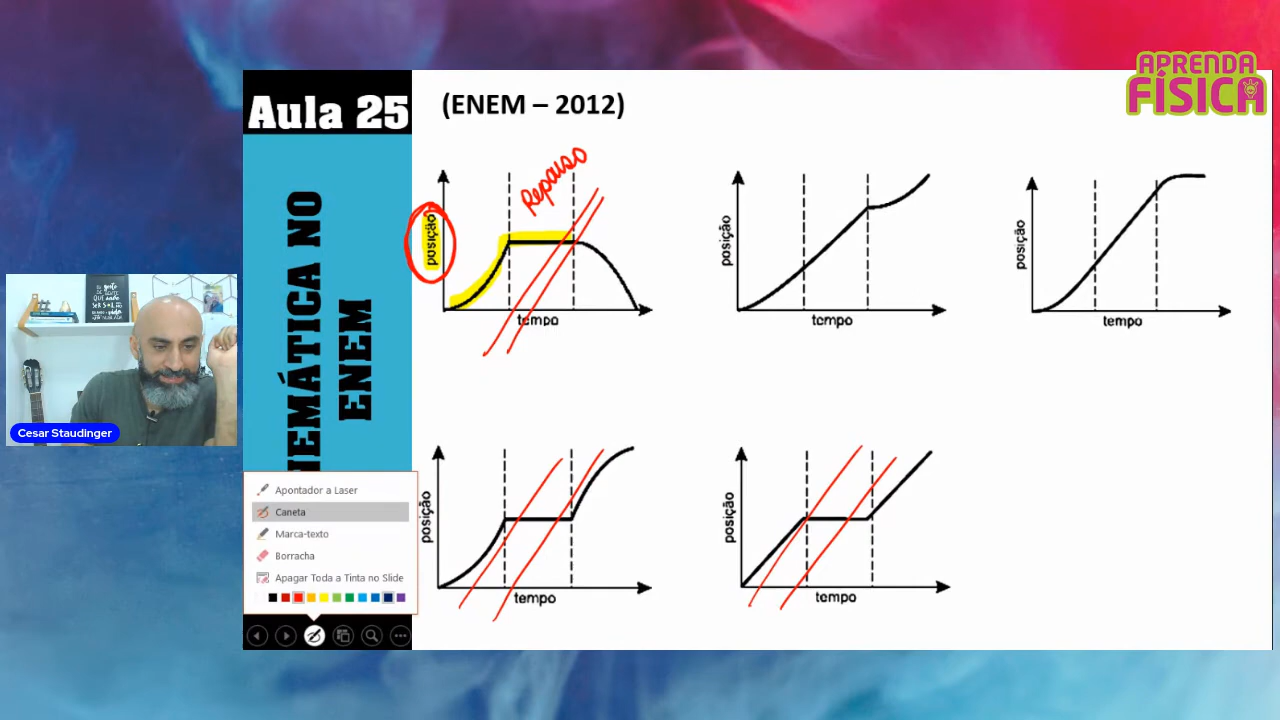 APRENDA
FÍSICA
Aula 25
(ENEM – 2012)
EMÁTICA NO
ENEM
Repouso
posição
tempo
posição
tempo
posição
tempo
posição
tempo
posição
tempo
Cesar Staudinger
Apontador a Laser
Caneta
Marca-texto
Borracha
Apagar Toda a Tinta no Slide